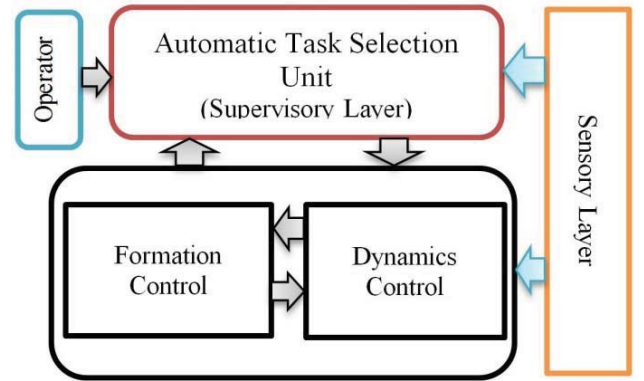 Operator
Automatic Task Selection
Unit
(Supervisory Layer)
Sensory Layer
Formation
Control
Dynamics
Control